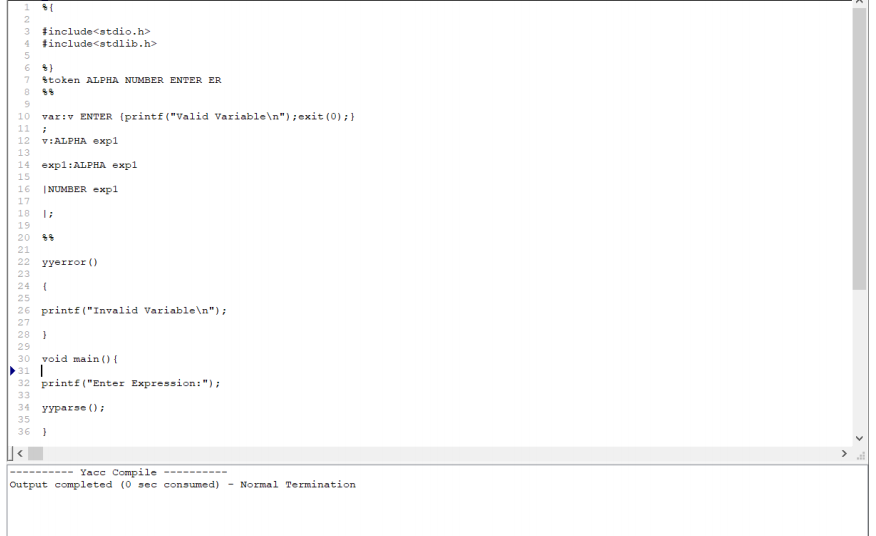 1 %{
2
3 #include<stdio.h>
4 #include<stdlib.h>
5
6 %}
7 %token ALPHA NUMBER ENTER ER
8 %%
9
10 var:v ENTER {printf("Valid Variable\n");exit(0);}
11 ;
12 v:ALPHA exp1
13
14 exp1:ALPHA exp1
15
16 |NUMBER exp1
17
18 |;
19
20 %%
21
22 yyerror()
23
24 {
25
26 printf("Invalid Variable\n");
27
28 }
29
30 void main(){
31
32 printf("Enter Expression:");
33
34 yyparse();
35
36 }
---------- Yacc Compile ----------
Output completed (0 sec consumed) - Normal Termination